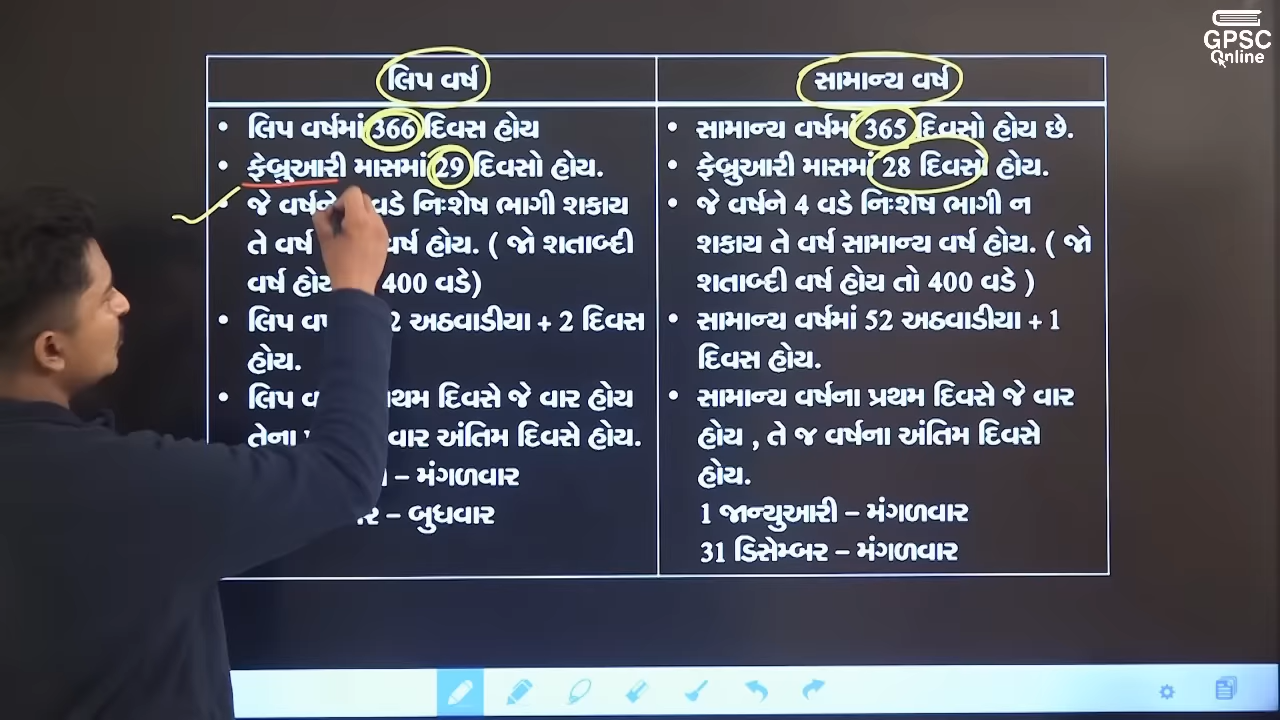 GPSC
Online
લિપ વર્ષ
લિપ વર્ષમાં 366 દિવસ હોય
ફેબ્રુઆરી માસમાં 29 દિવસો હોય.
જે વર્ષને વડે નિઃશેષ ભાગી શકાય
તે વર્ષ વર્ષ હોય. ( જો શતાબ્દી
વર્ષ 400 વડે)
લિપ અઠવાડીયા + 2 દિવસ
હોય.
લિપ દિવસે જે વાર હોય
તેના વાર અંતિમ દિવસે હોય.
– મંગળવાર
– બુધવાર
સામાન્ય વર્ષ
સામાન્ય વર્ષમાં 365 દિવસો હોય છે.
ફેબ્રુઆરી માસમાં 28 દિવસો હોય.
જે વર્ષને 4 વડે નિઃશેષ ભાગી ન
શકાય તે વર્ષ સામાન્ય વર્ષ હોય. ( જો
શતાબ્દી વર્ષ હોય તો 400 વડે )
સામાન્ય વર્ષમાં 52 અઠવાડીયા + 1
દિવસ હોય.
સામાન્ય વર્ષના પ્રથમ દિવસે જે વાર
હોય , તે જ વર્ષના અંતિમ દિવસે
હોય.
1 જાન્યુઆરી – મંગળવાર
31 ડિસેમ્બર – મંગળવાર